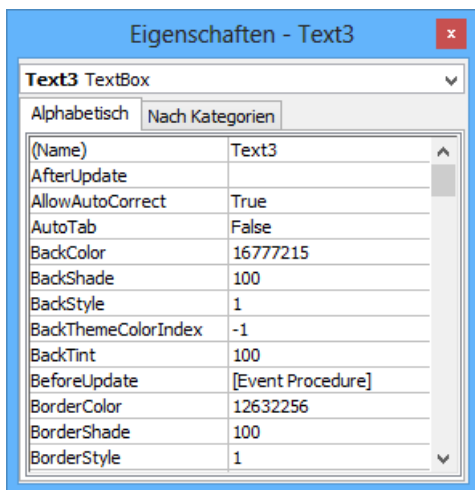 Eigenschaften - Text3
x
Text3 TextBox
Alphabetisch Nach Kategorien
(Name) Text3
AfterUpdate
AllowAutoCorrect True
AutoTab False
BackColor 16777215
BackShade 100
BackStyle 1
BackThemeColorIndex -1
BackTint 100
BeforeUpdate [Event Procedure]
BorderColor 12632256
BorderShade 100
BorderStyle 1